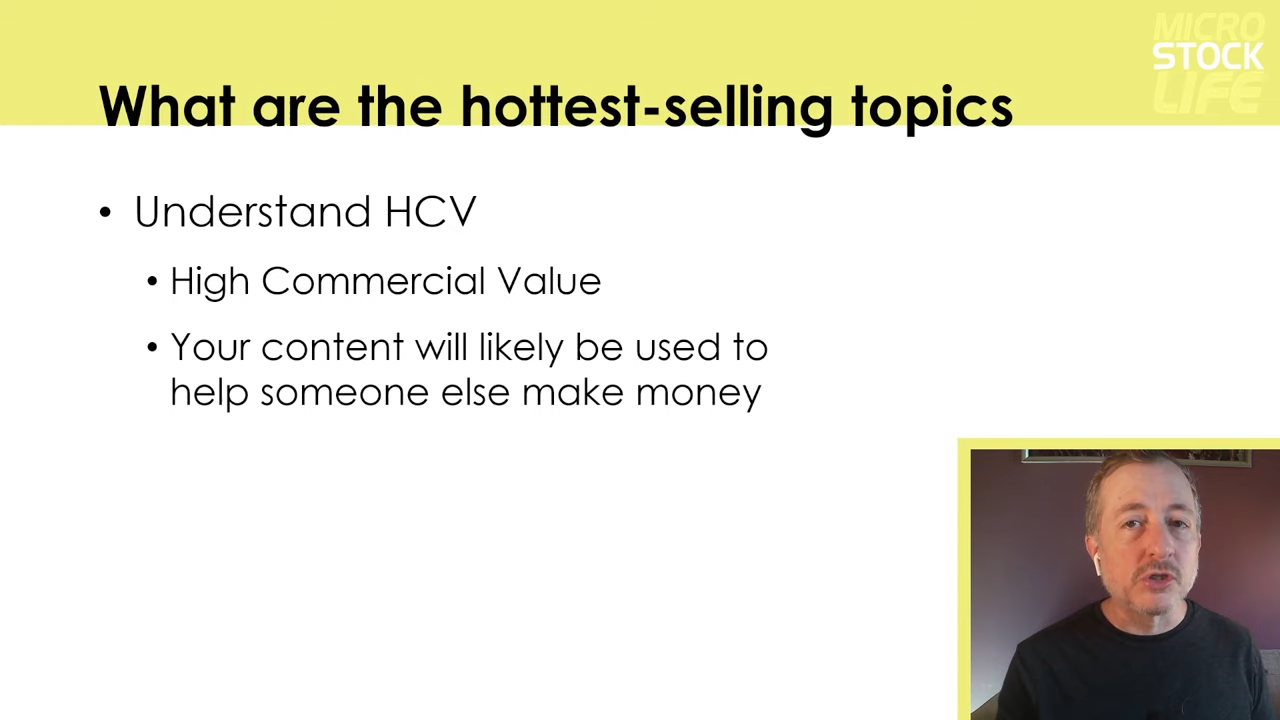 MICRO
STOCK
LIFE
What are the hottest-selling topics
• Understand HCV
• High Commercial Value
• Your content will likely be used to
help someone else make money